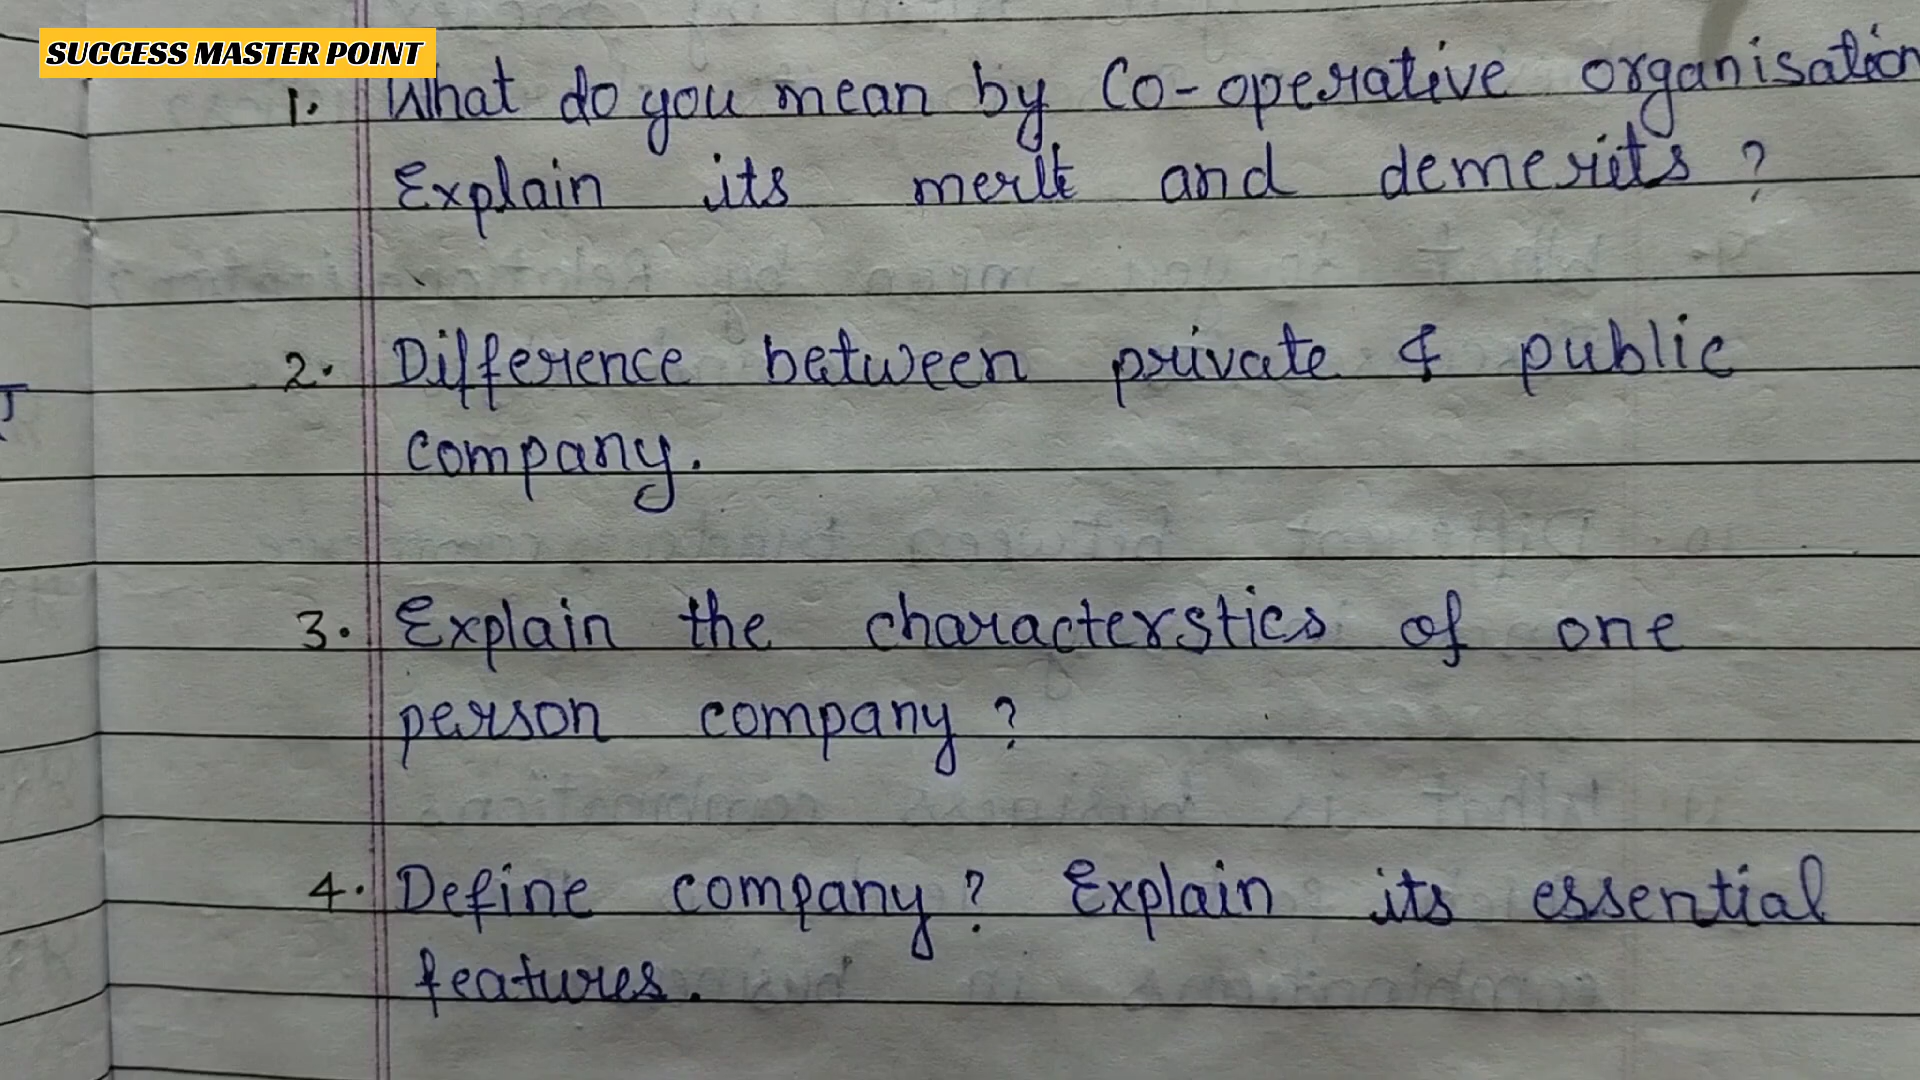 SUCCESS MASTER POINT
1. What do you mean by Co-operative organisation
Explain its merit and demerits ?
2. Difference between private & public
company.
3. Explain the characterstics of one
person company ?
4. Define company ? Explain its essential
features.